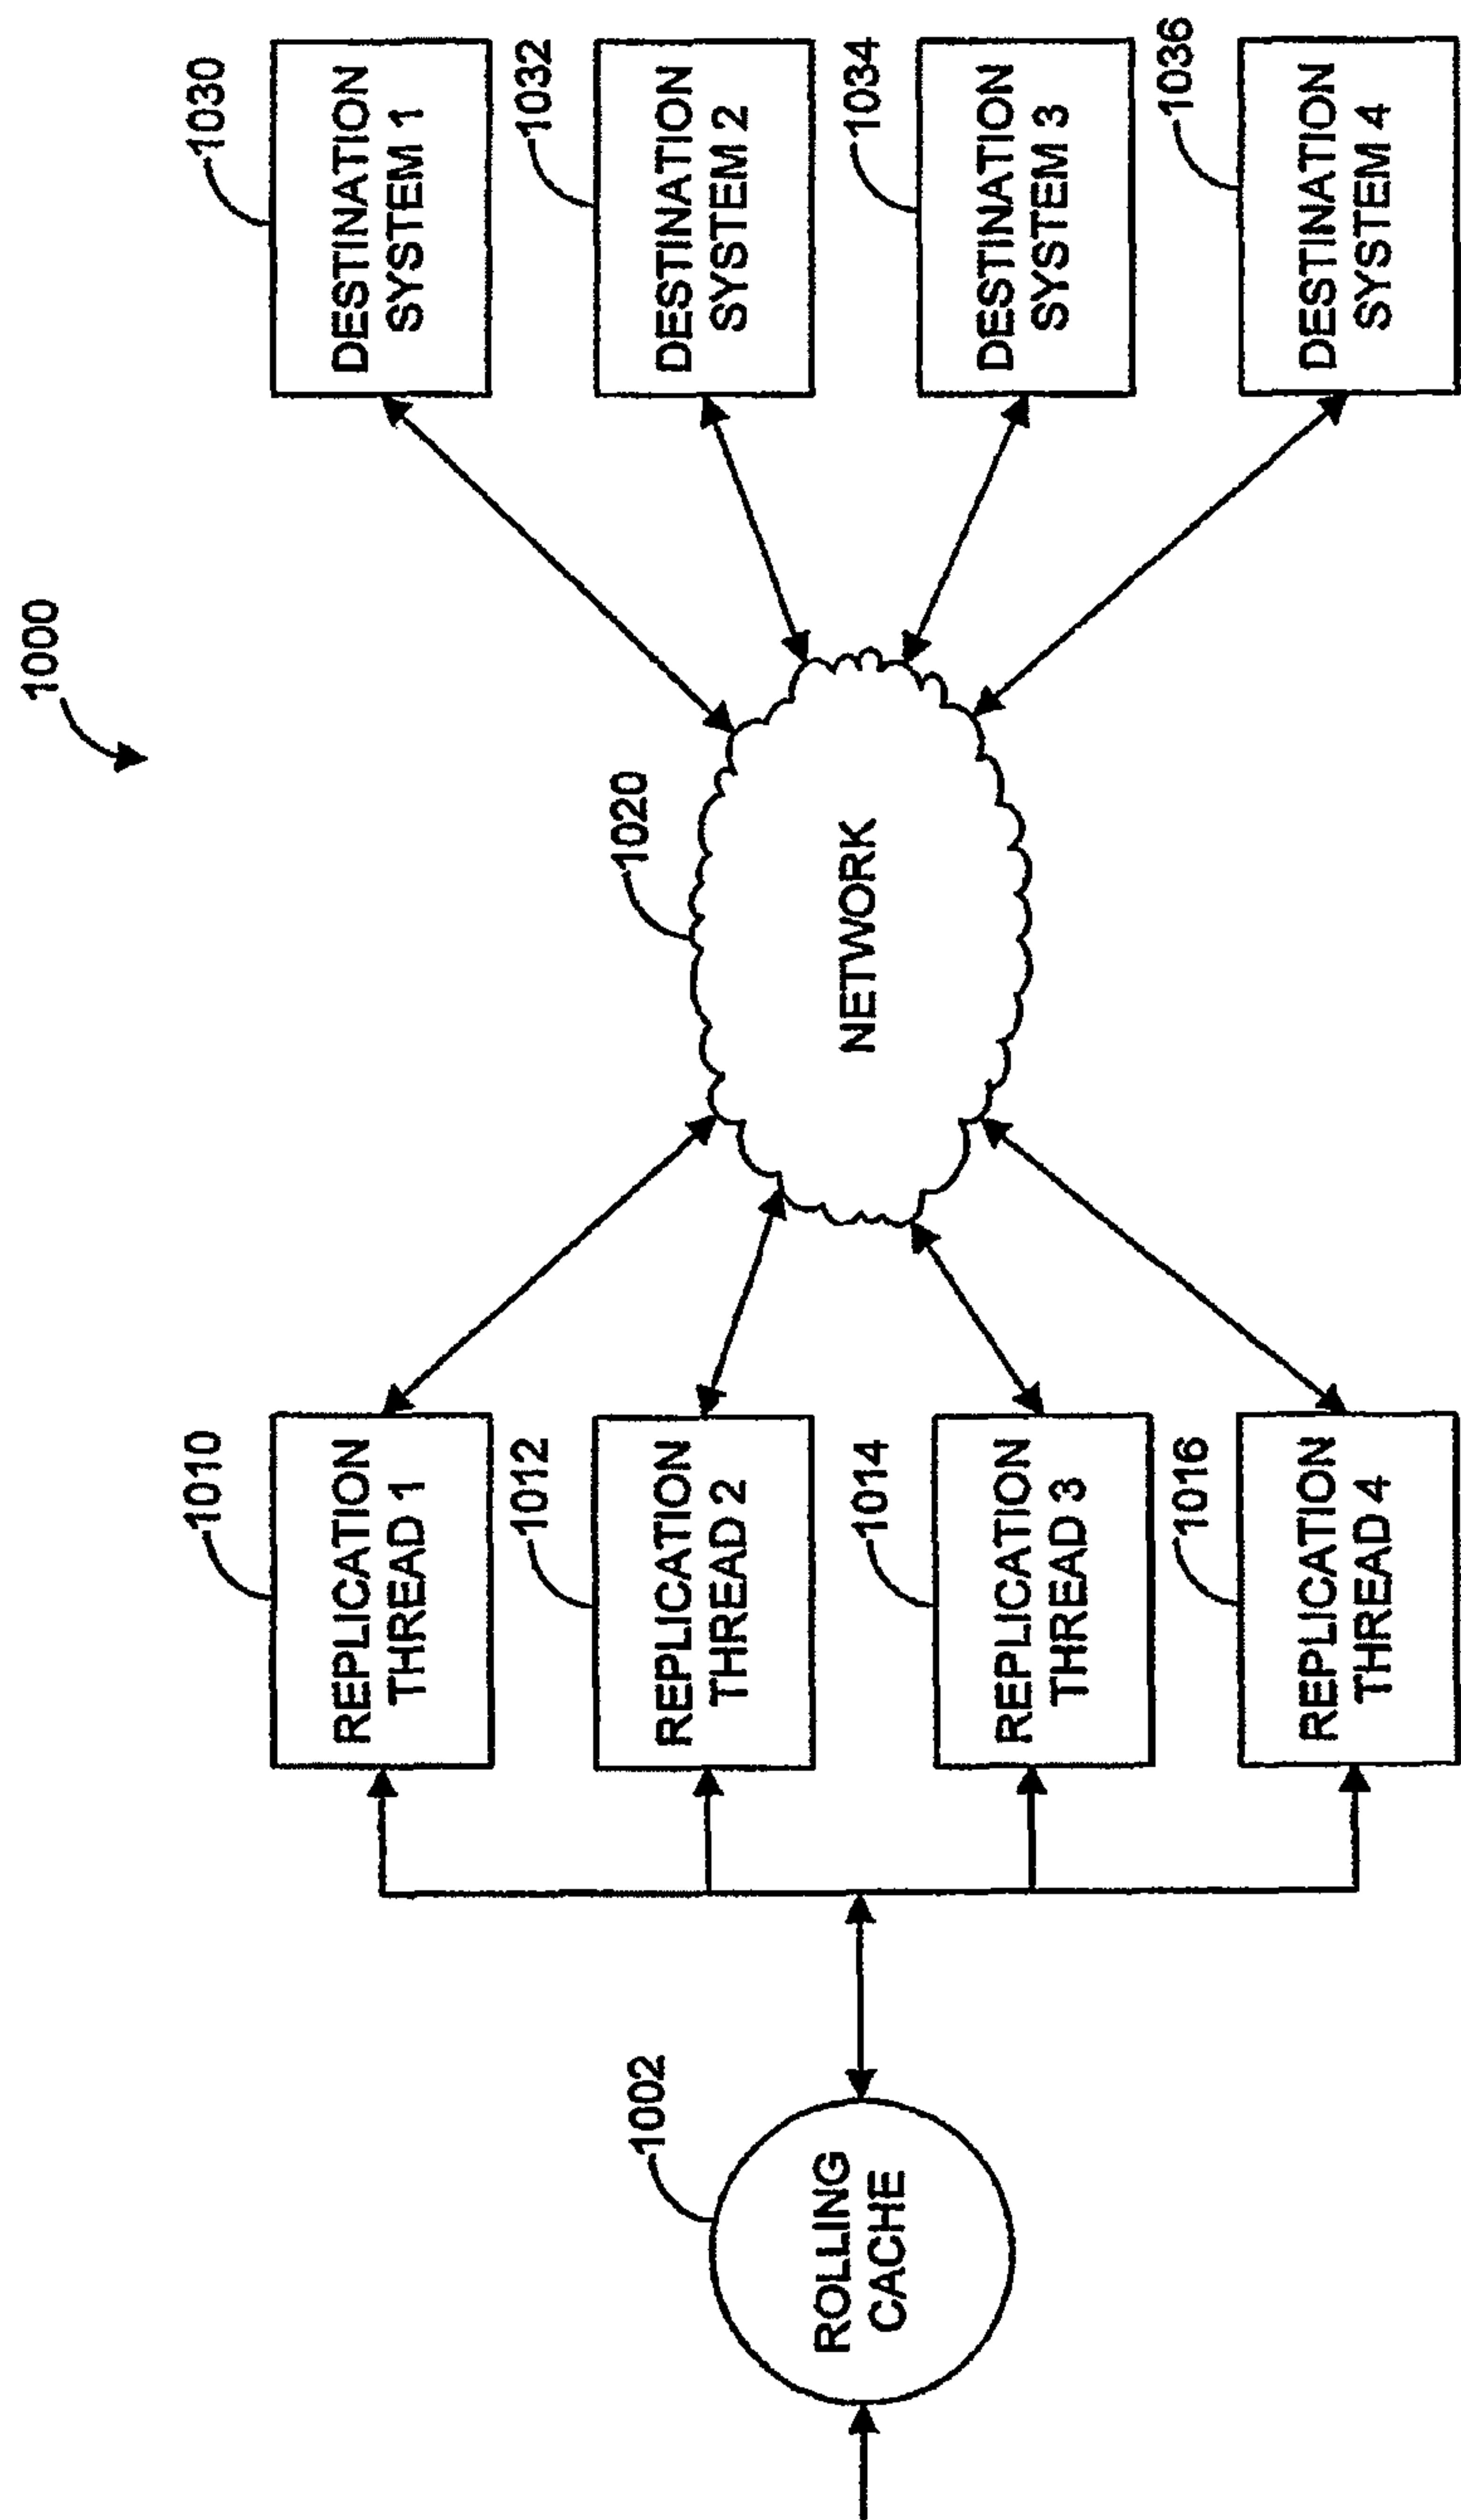 1000
1030
DESTINATION
SYSTEM 1
1032
DESTINATION
SYSTEM 2
1034
DESTINATION
SYSTEM 3
1036
DESTINATION
SYSTEM 4
1020
NETWORK
1010
REPLICATION
THREAD 1
1012
REPLICATION
THREAD 2
1014
REPLICATION
THREAD 3
1016
REPLICATION
THREAD 4
1002
ROLLING
CACHE